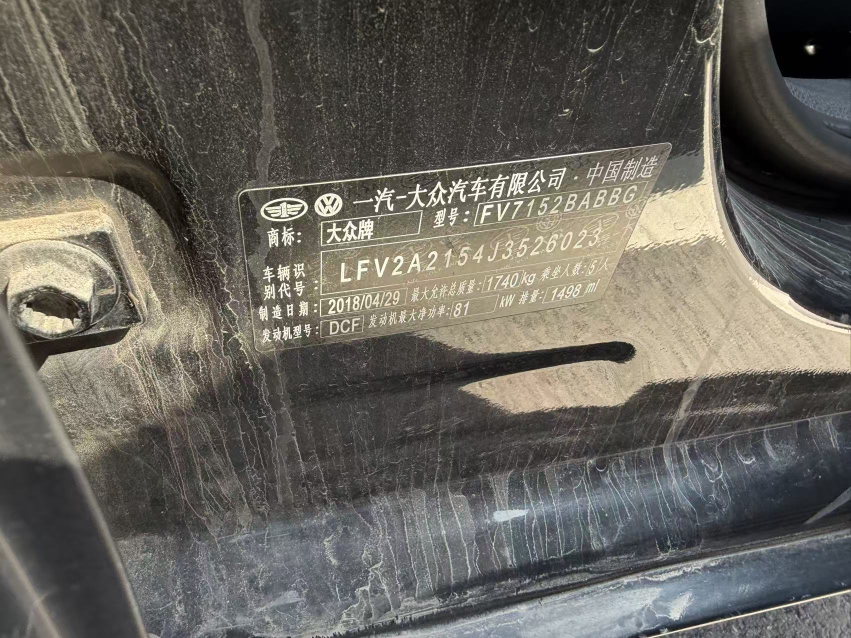 一汽-大众汽车有限公司·中国制造
商标: 大众牌 型号: FV7152BABBG
车辆识别代号: LFV2A2154J3526023
制造日期: 2018/04/29 最大允许总质量: 1740kg 乘坐人数: 5人
发动机型号: DCF 发动机最大净功率: 81 kW 排量: 1498 ml